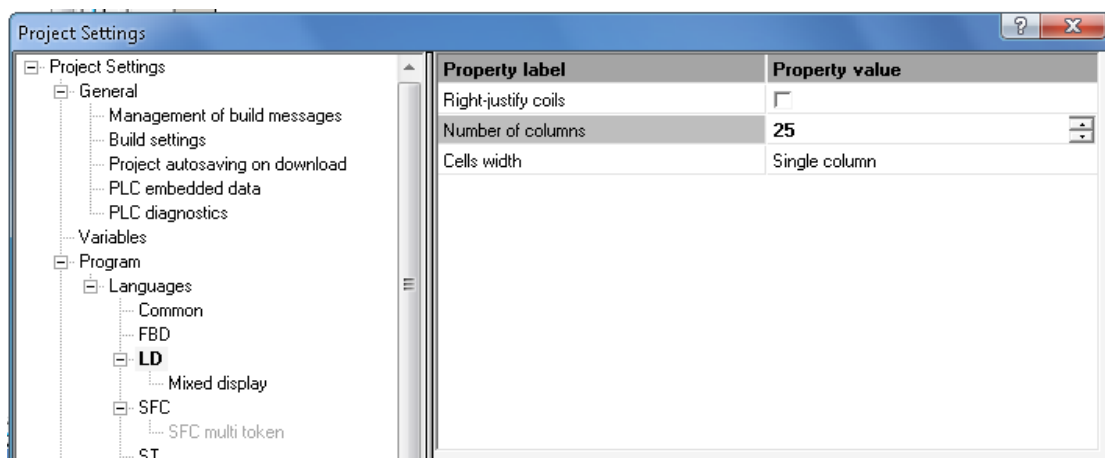 Project Settings
Project Settings
General
Management of build messages
Build settings
Project autosaving on download
PLC embedded data
PLC diagnostics
Variables
Program
Languages
Common
FBD
LD
Mixed display
SFC
SFC multi token
ST
Property label Property value
Right-justify coils
Number of columns 25
Cells width Single column